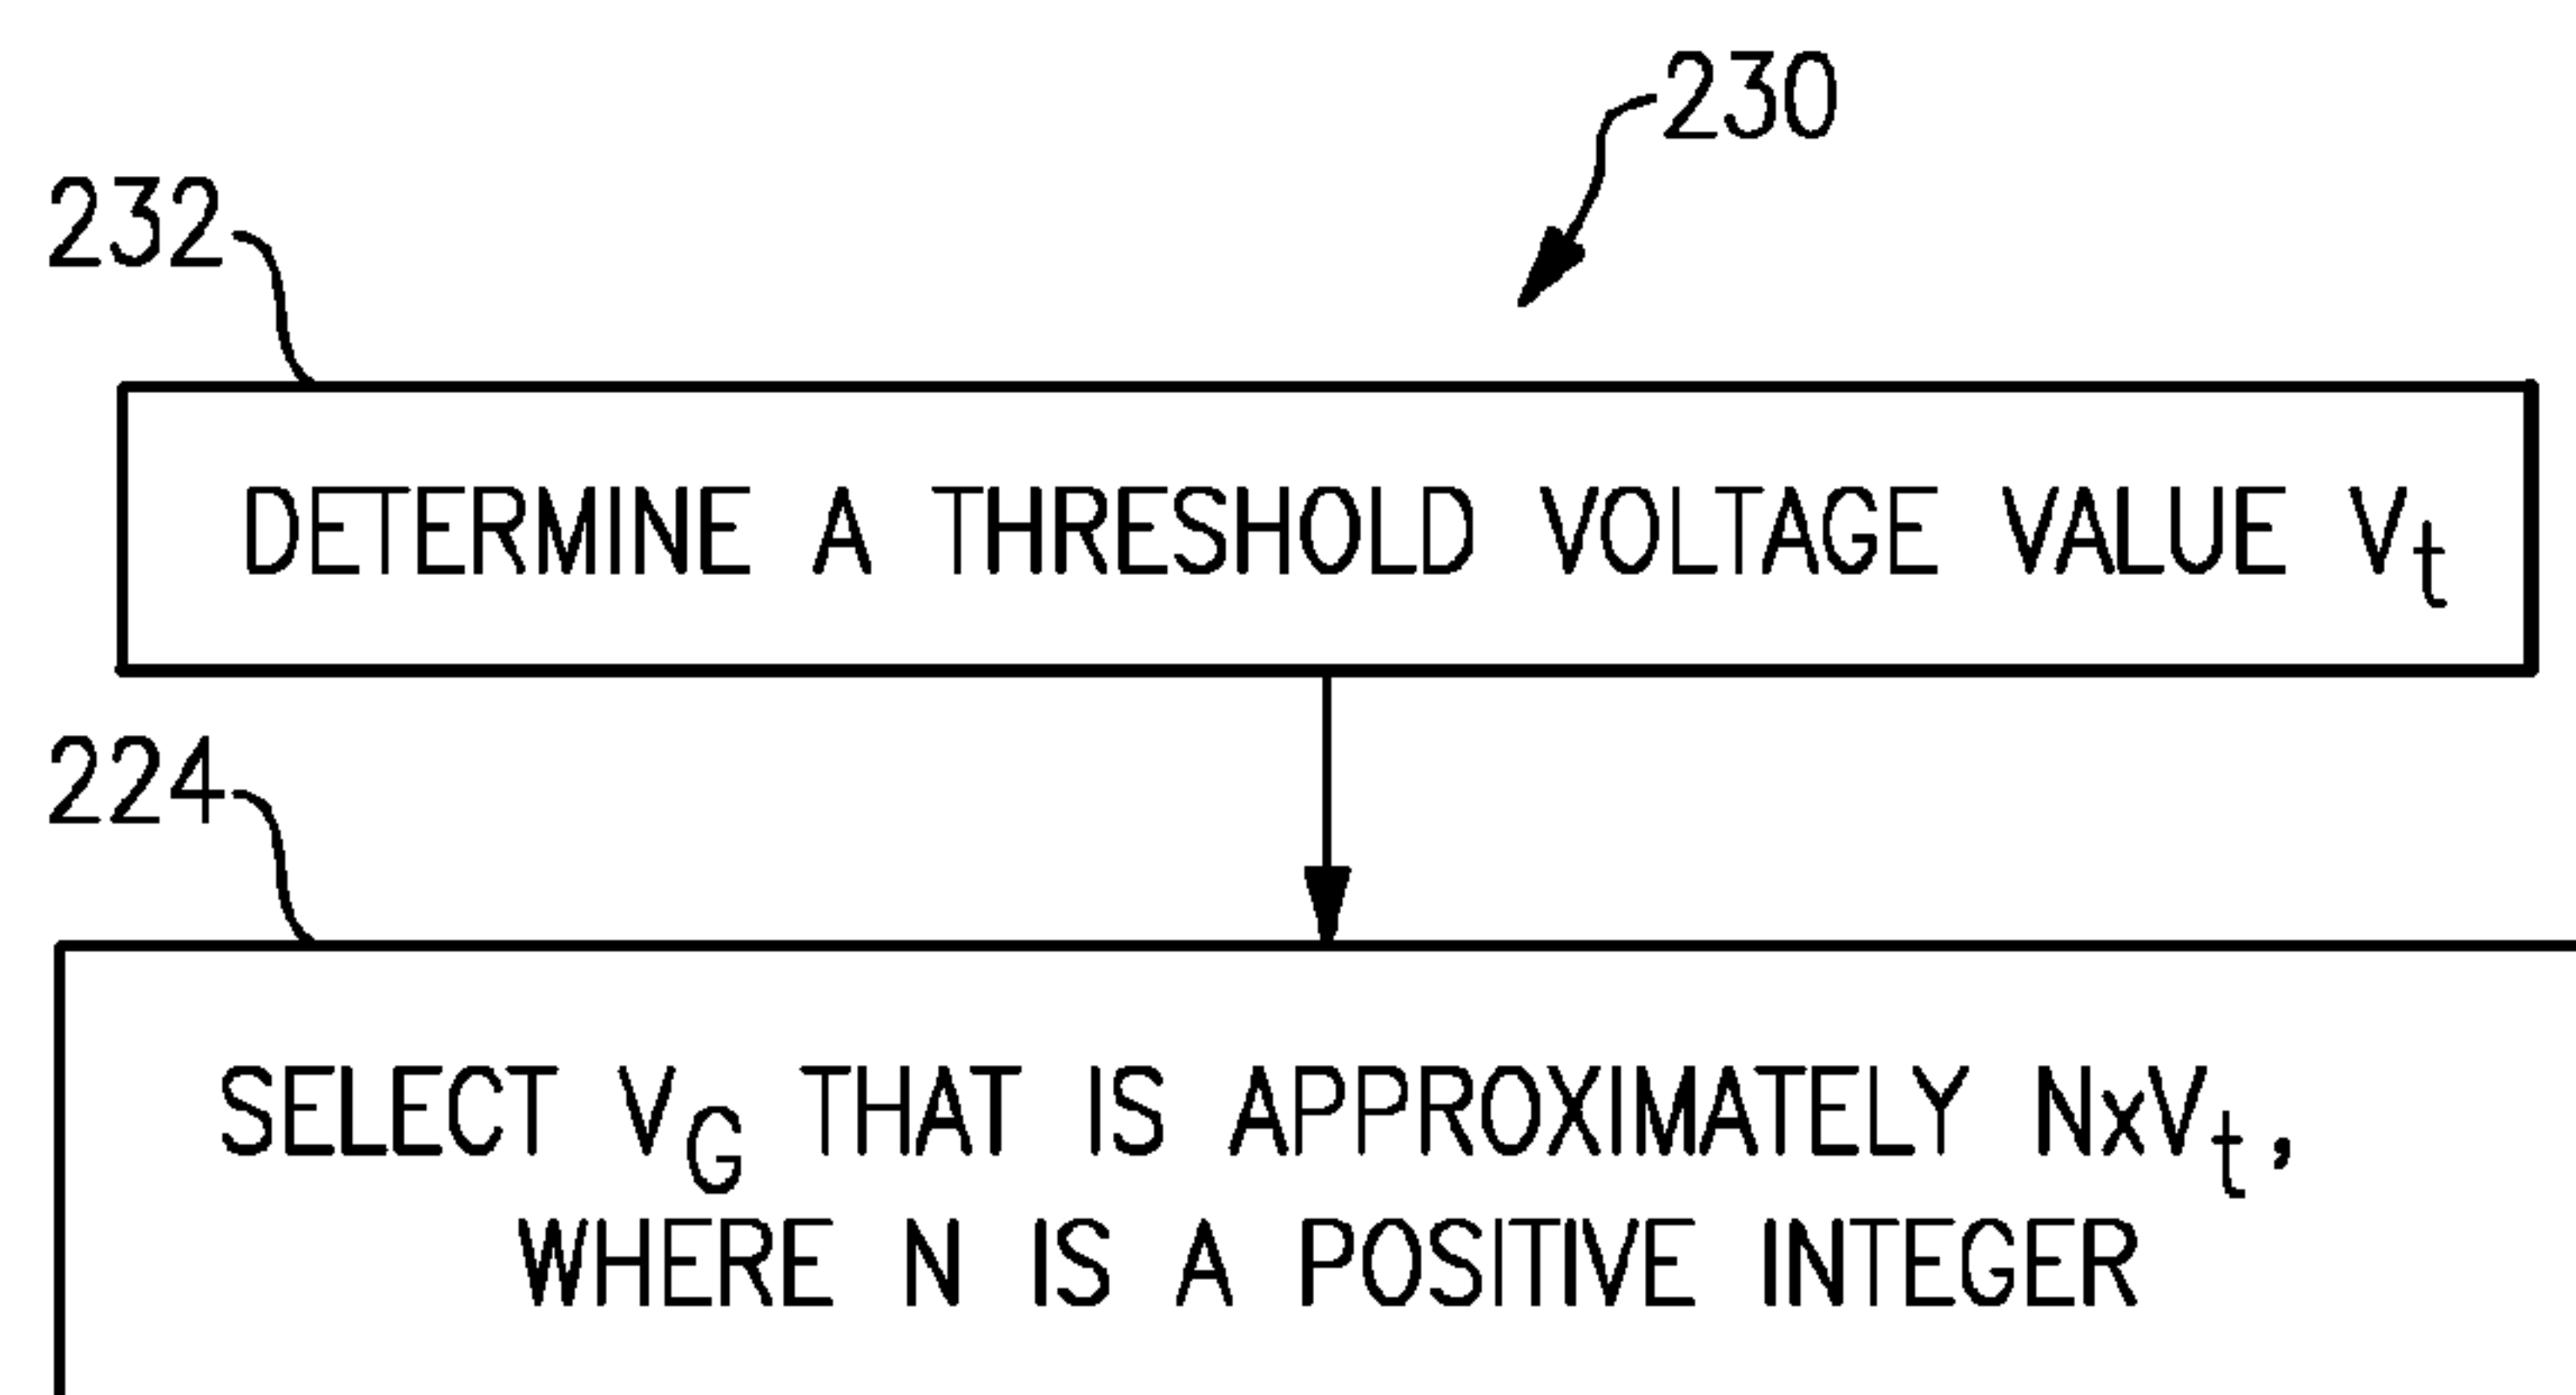 230
232
DETERMINE A THRESHOLD VOLTAGE VALUE Vt
224
SELECT VG THAT IS APPROXIMATELY NxVt,
WHERE N IS A POSITIVE INTEGER